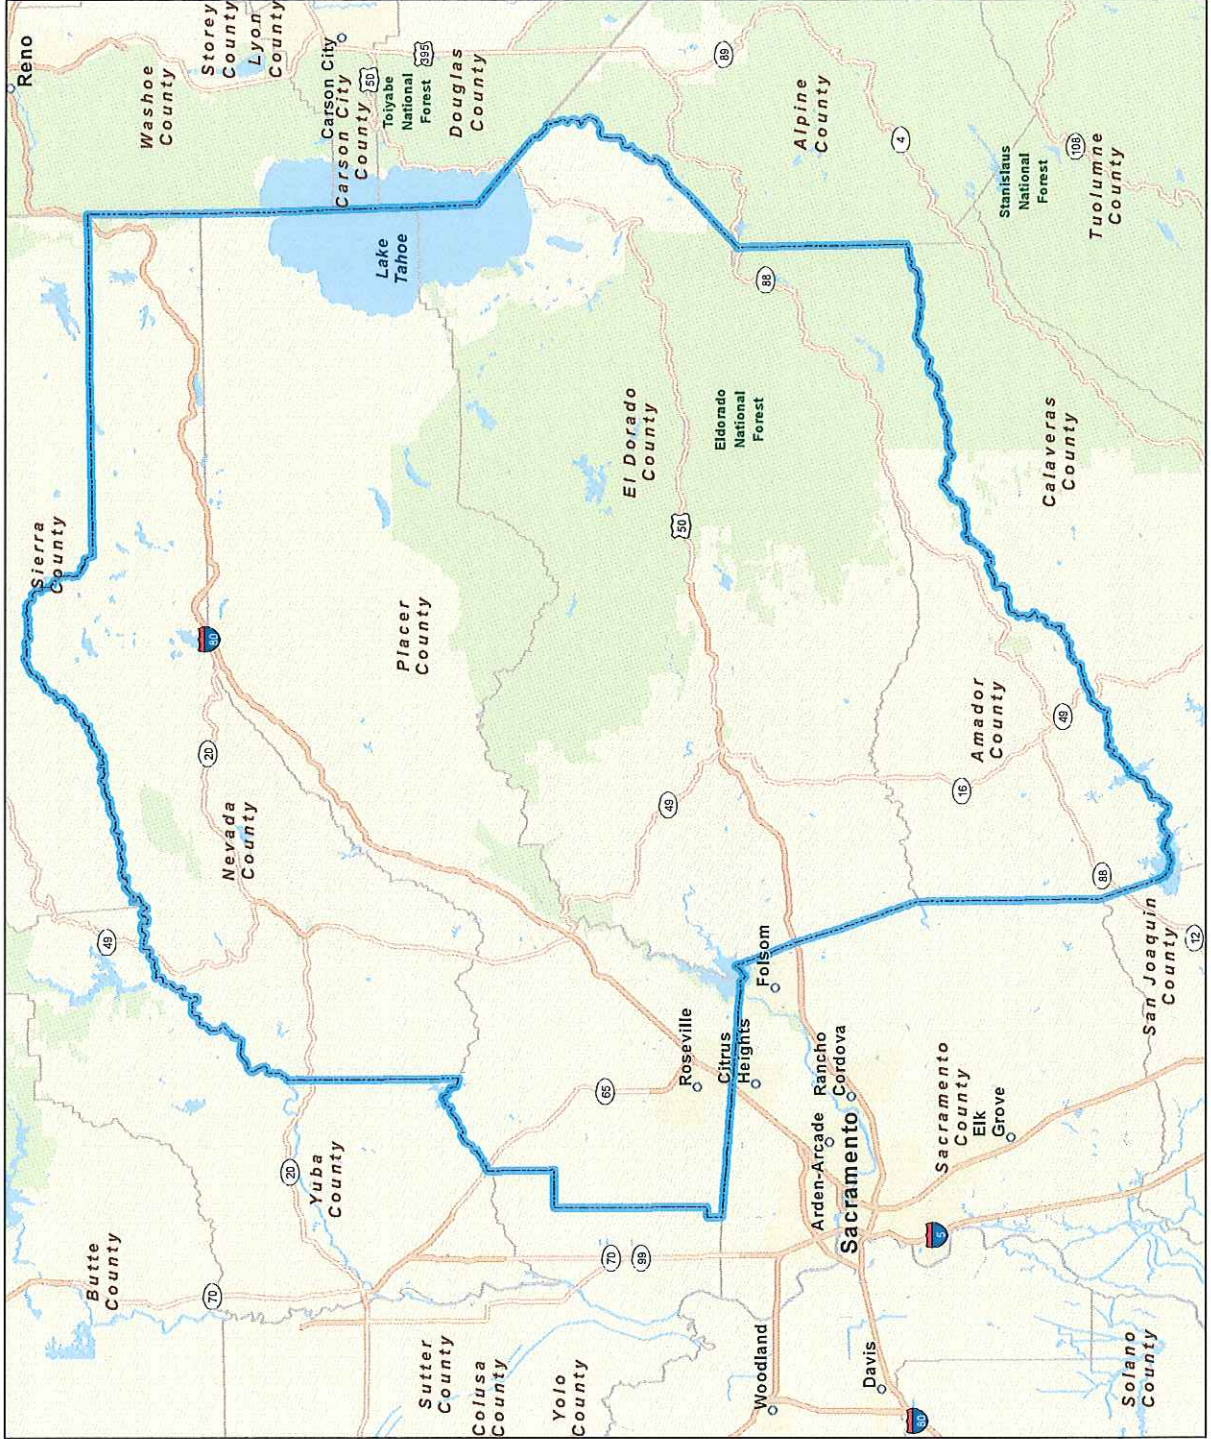 Reno
Washoe
County
Storey
County
Lyon
County
Carson City
Carson City
County
50
395
Toiyabe
National
Forest
Douglas
County
89
Alpine
County
4
108
Stanislaus
National
Forest
Tuolumne
County
Lake
Tahoe
88
Sierra
County
El Dorado
County
Eldorado
National
Forest
Calaveras
County
50
80
Placer
County
20
Nevada
County
49
49
Amador
County
16
49
88
12
San Joaquin
County
Folsom
Roseville
Citrus
Heights
65
Rancho
Cordova
Arden-Arcade
Sacramento
Sacramento
County
Elk
Grove
20
Yuba
County
Butte
County
70
70
99
5
Sutter
County
Colusa
County
Yolo
County
Woodland
Davis
80
Solano
County